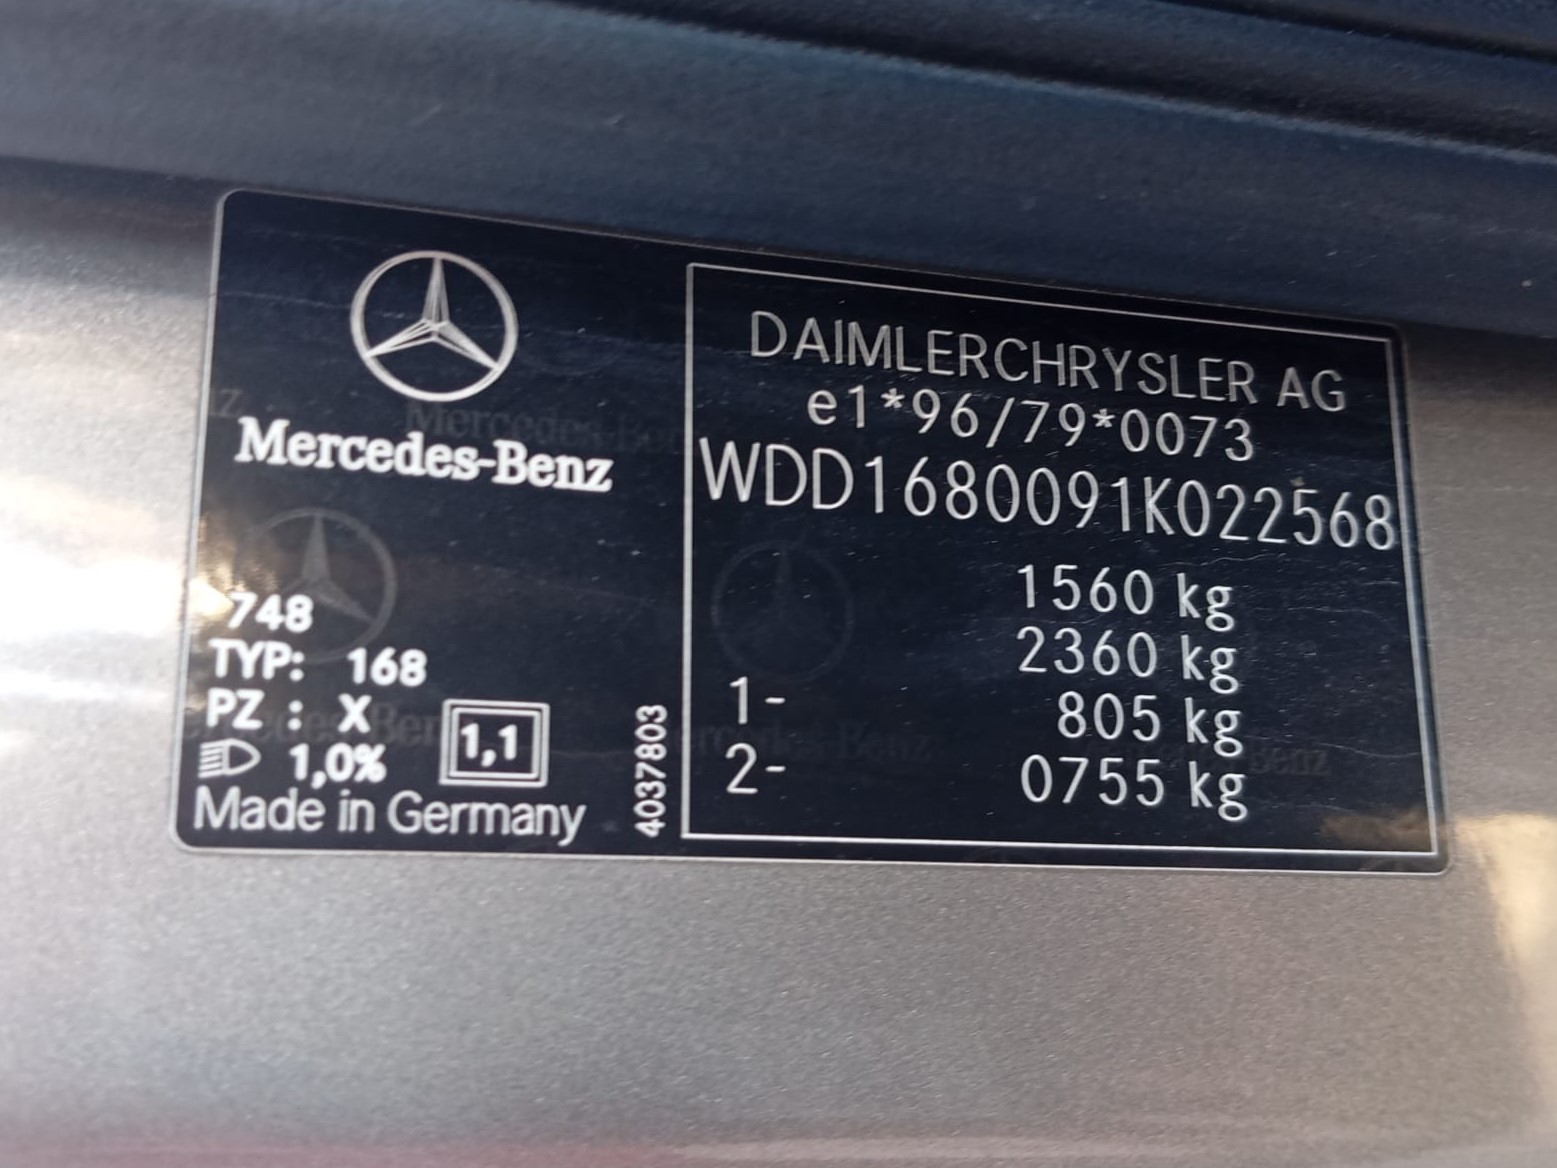 Mercedes-Benz
748
TYP: 168
PZ : X
1,0%
1,1
Made in Germany
4037803
DAIMLERCHRYSLER AG
e1*96/79*0073
WDD1680091K022568
1560 kg
2360 kg
1- 805 kg
2- 0755 kg